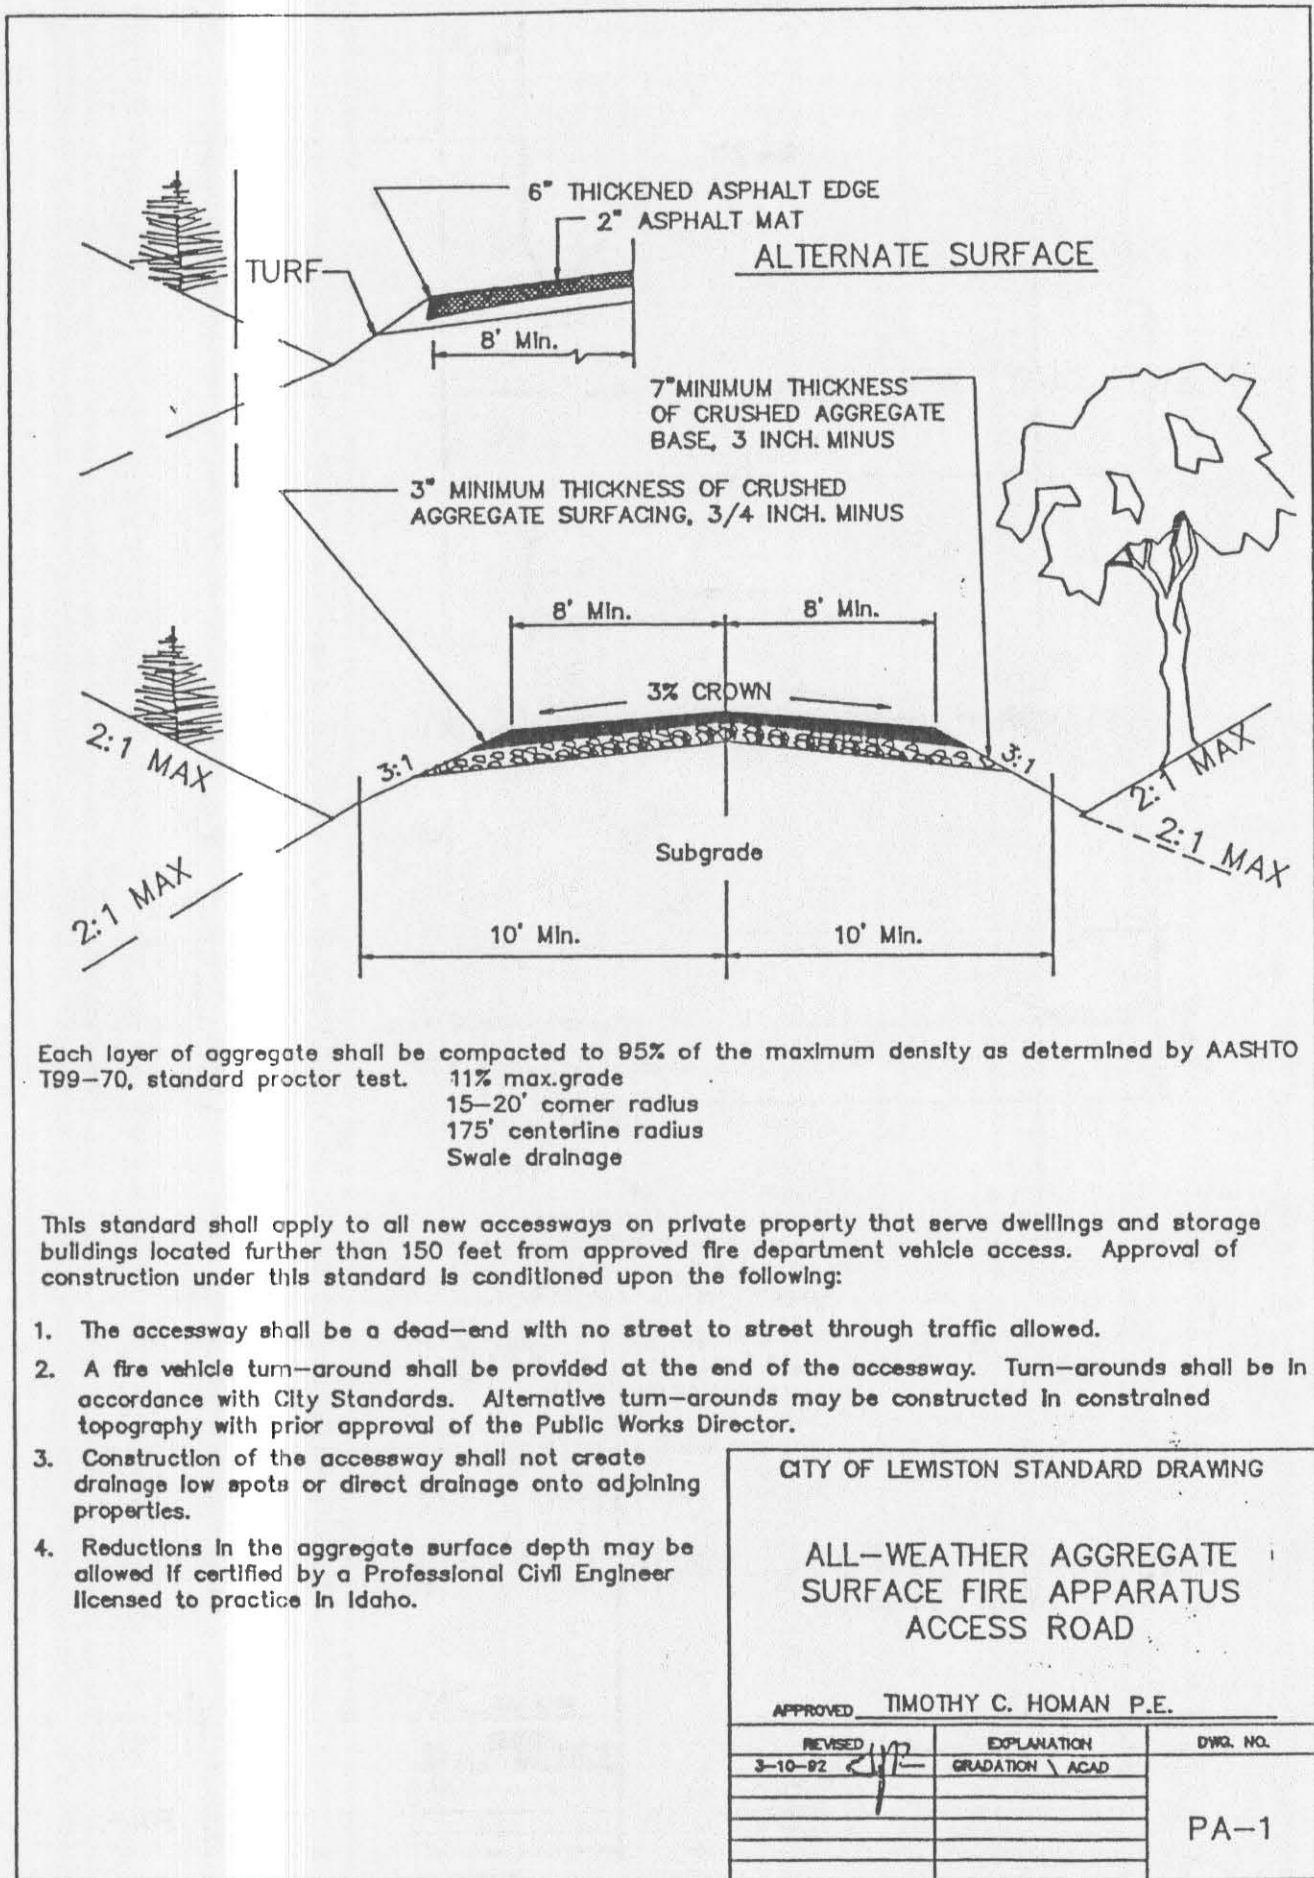 6" THICKENED ASPHALT EDGE
2" ASPHALT MAT
ALTERNATE SURFACE
TURF
8' Min.
7" MINIMUM THICKNESS
OF CRUSHED AGGREGATE
BASE, 3 INCH. MINUS
3" MINIMUM THICKNESS OF CRUSHED
AGGREGATE SURFACING, 3/4 INCH. MINUS
8' Min.
8' Min.
3% CROWN
2:1 MAX
3:1
3:1
2:1 MAX
2:1 MAX
Subgrade
2:1 MAX
10' Min.
10' Min.
Each layer of aggregate shall be compacted to 95% of the maximum density as determined by AASHTO
T99-70, standard proctor test. 11% max.grade
15-20' corner radius
175' centerline radius
Swale drainage
This standard shall apply to all new accessways on private property that serve dwellings and storage
buildings located further than 150 feet from approved fire department vehicle access. Approval of
construction under this standard is conditioned upon the following:
1. The accessway shall be a dead-end with no street to street through traffic allowed.
2. A fire vehicle turn-around shall be provided at the end of the accessway. Turn-arounds shall be in
accordance with City Standards. Alternative turn-arounds may be constructed in constrained
topography with prior approval of the Public Works Director.
3. Construction of the accessway shall not create
drainage low spots or direct drainage onto adjoining
properties.
4. Reductions in the aggregate surface depth may be
allowed if certified by a Professional Civil Engineer
licensed to practice in Idaho.
CITY OF LEWISTON STANDARD DRAWING
ALL-WEATHER AGGREGATE
SURFACE FIRE APPARATUS
ACCESS ROAD
APPROVED TIMOTHY C. HOMAN P.E.
REVISED EXPLANATION DWG. NO.
3-10-92 GRADATION \ ACAD
PA-1